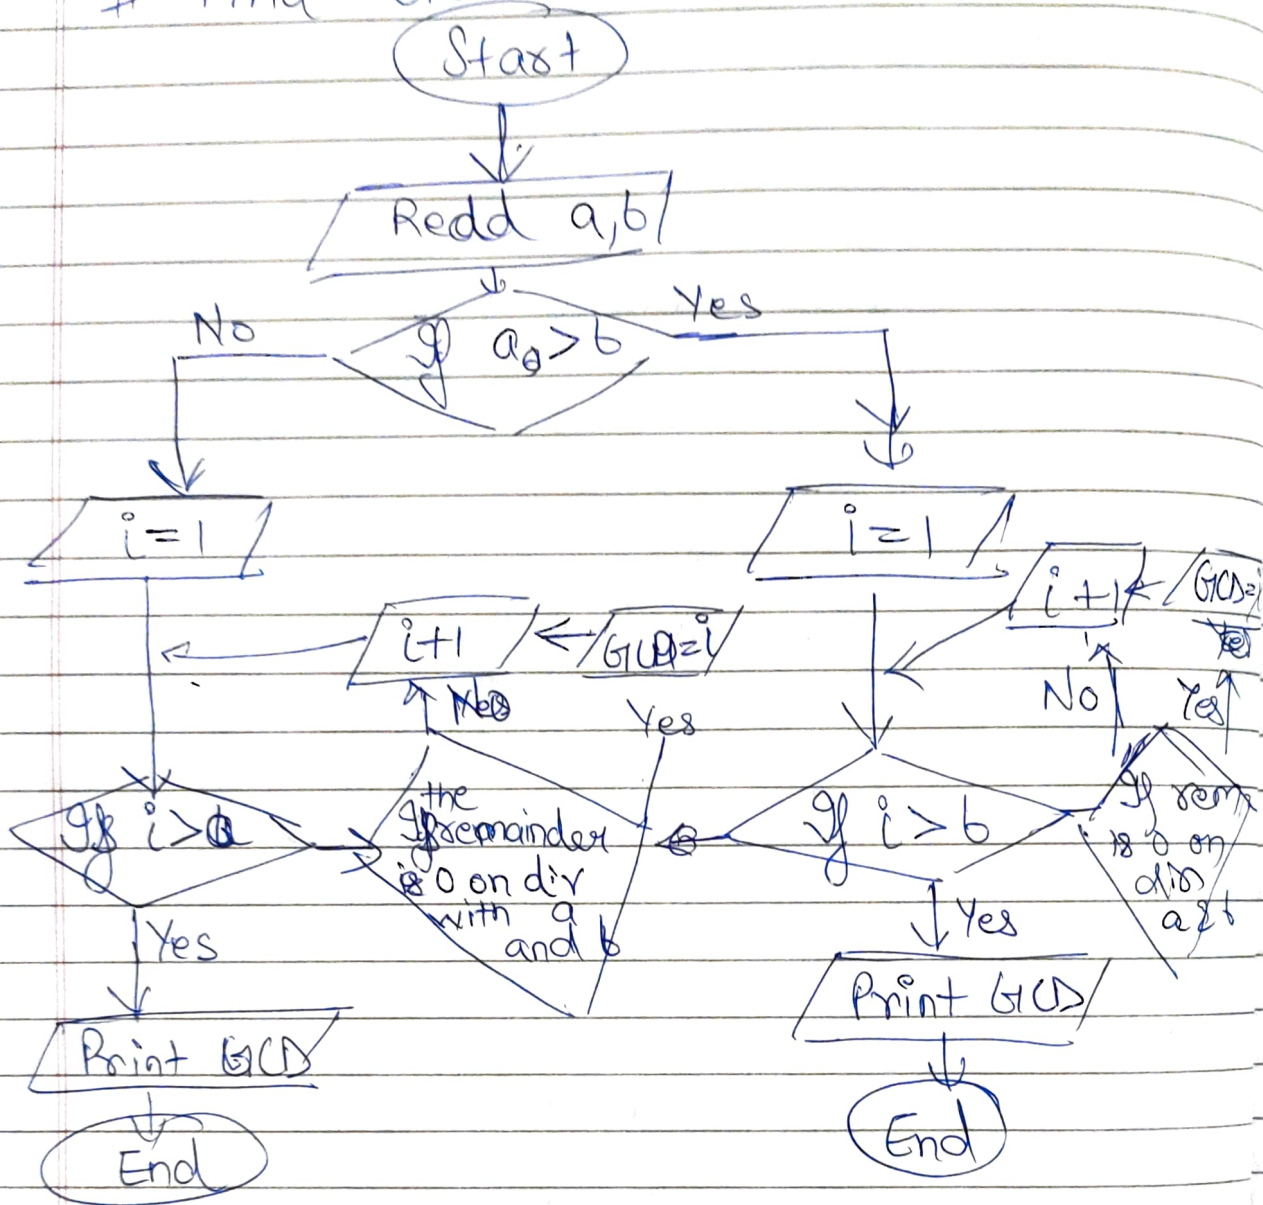 Start
Redd a,b
No
If a > b
Yes
i=1
i=1
i+1
GCD=i
i+1
GCD=i
No
Yes
Yes
If i>a
the
If remainder
is 0 on div
with a
and b
If i > b
If rem
is 0 on
div
a & b
Yes
Yes
Print GCD
Print GCD
End
End